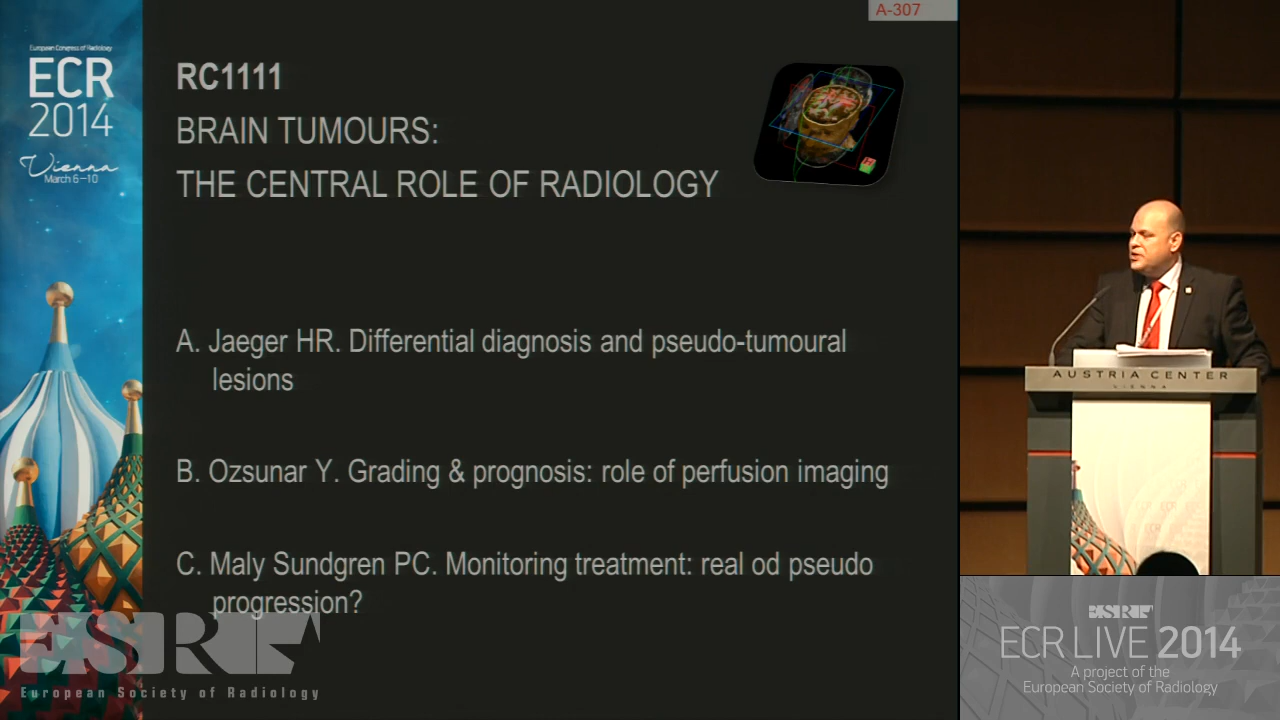 A-307
European Congress of Radiology
ECR
2014
Vienna
March 6–10
RC1111
BRAIN TUMOURS:
THE CENTRAL ROLE OF RADIOLOGY
A. Jaeger HR. Differential diagnosis and pseudo-tumoural
lesions
B. Ozsunar Y. Grading & prognosis: role of perfusion imaging
C. Maly Sundgren PC. Monitoring treatment: real od pseudo
progression?
ESR
European Society of Radiology
AUSTRIA CENTER
VIENNA
ESR
ECR LIVE 2014
A project of the
European Society of Radiology